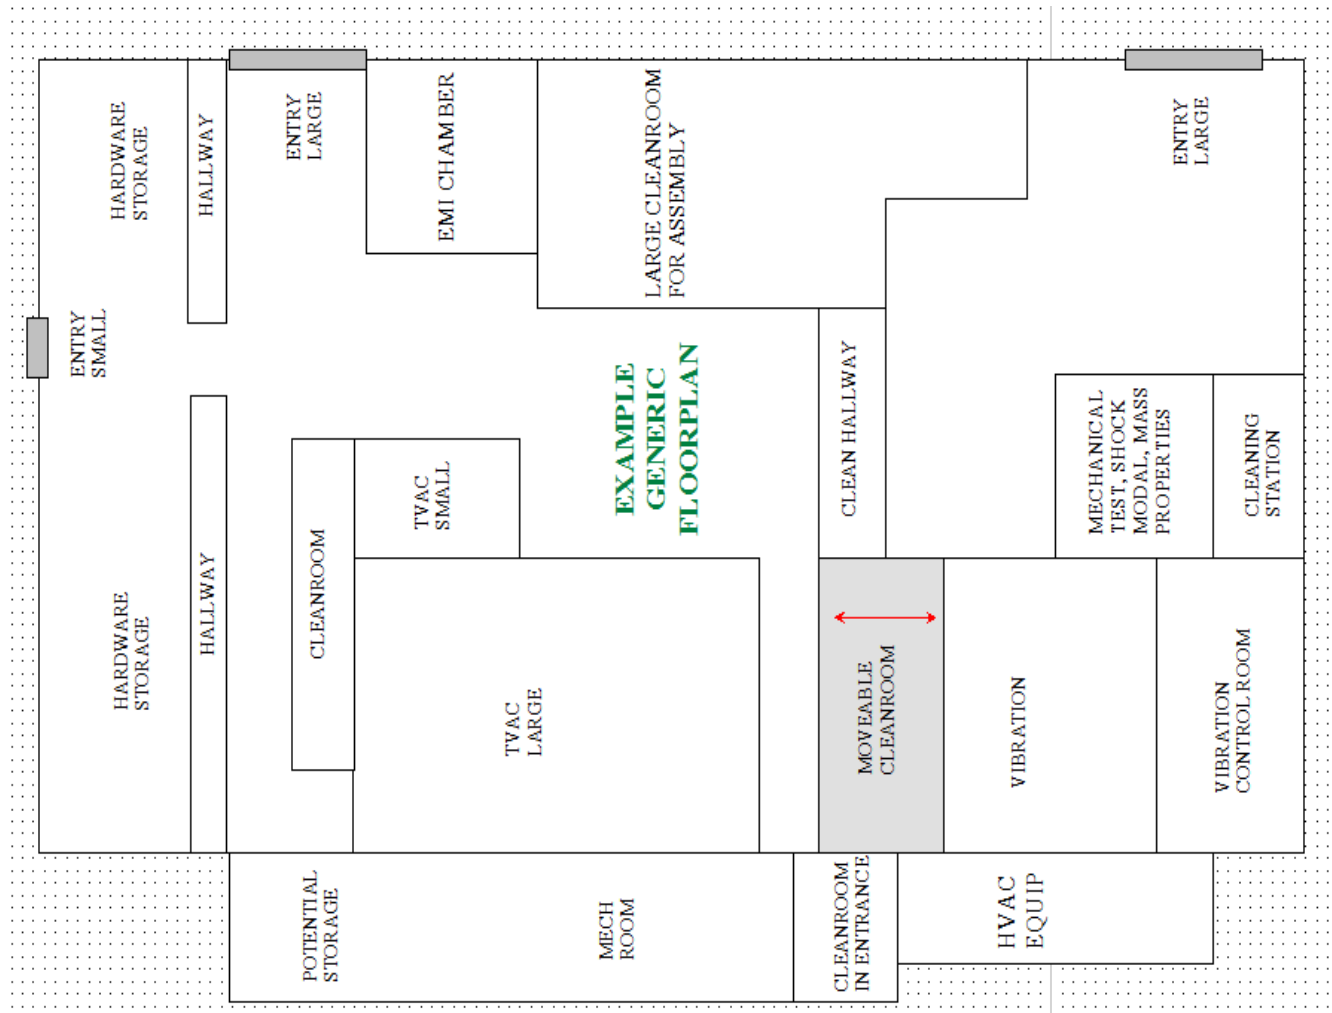 HARDWARE
STORAGE
HALLWAY
ENTRY
LARGE
EMI CHAMBER
LARGE CLEANROOM
FOR ASSEMBLY
ENTRY
LARGE
ENTRY
SMALL
EXAMPLE
GENERIC
FLOORPLAN
CLEAN HALLWAY
MECHANICAL
TEST, SHOCK
MODAL, MASS
PROPERTIES
CLEANING
STATION
TVAC
SMALL
CLEANROOM
HARDWARE
STORAGE
HALLWAY
TVAC
LARGE
MOVEABLE
CLEANROOM
VIBRATION
VIBRATION
CONTROL ROOM
POTENTIAL
STORAGE
MECH
ROOM
CLEANROOM
IN ENTRANCE
HVAC
EQUIP